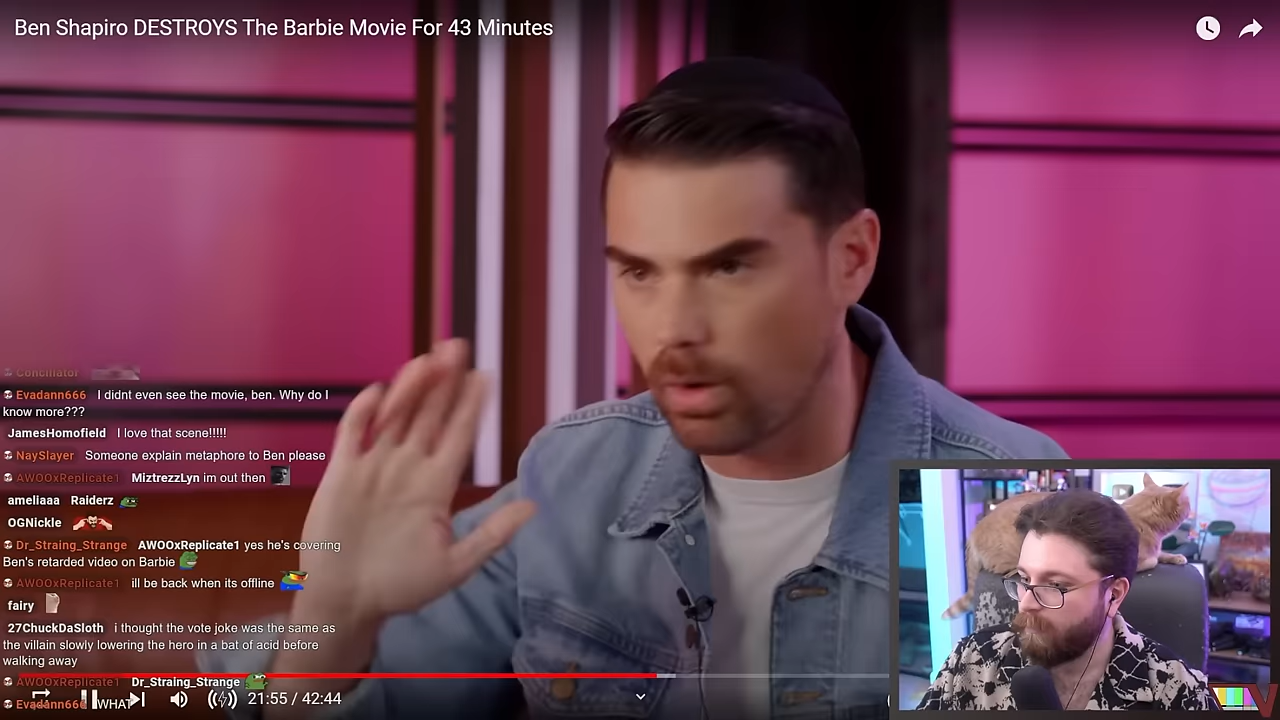 Ben Shapiro DESTROYS The Barbie Movie For 43 Minutes
Conciliator
Evadann666 I didnt even see the movie, ben. Why do I
know more???
JamesHomofield I love that scene!!!!!
NaySlayer Someone explain metaphore to Ben please
AWOOxReplicate1 MiztrezzLyn im out then
ameliaaa Raiderz
OGNickle
Dr_Straing_Strange AWOOxReplicate1 yes he's covering
Ben's retarded video on Barbie
AWOOxReplicate1 ill be back when its offline
fairy
27ChuckDaSloth i thought the vote joke was the same as
the villain slowly lowering the hero in a bat of acid before
walking away
AWOOxReplicate1 Dr_Straing_Strange
Evadann666 WHAT
21:55 / 42:44